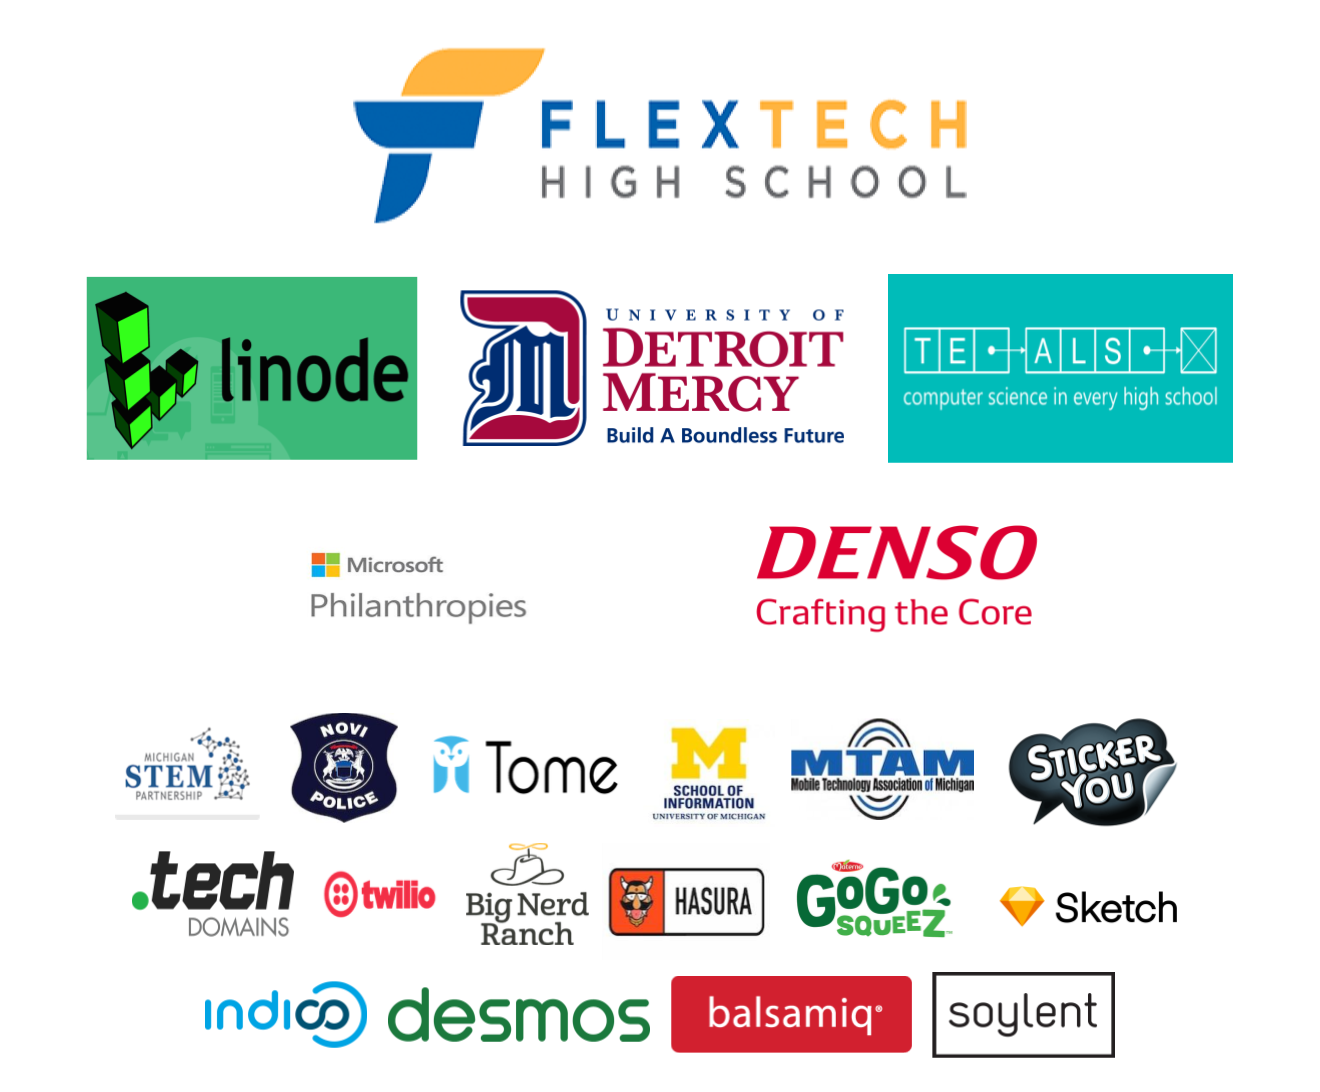 FLEXTECH
HIGH SCHOOL
linode
UNIVERSITY OF
DETROIT
MERCY
Build A Boundless Future
TEALS
computer science in every high school
Microsoft
Philanthropies
DENSO
Crafting the Core
MICHIGAN
STEM
PARTNERSHIP
NOVI
POLICE
Tome
M
SCHOOL OF
INFORMATION
UNIVERSITY OF MICHIGAN
MTAM
Mobile Technology Association of Michigan
STICKER
YOU
.tech
DOMAINS
twilio
Big Nerd
Ranch
HASURA
Materne
GoGo
SQUEEZ™
Sketch
indico
desmos
balsamiq®
soylent